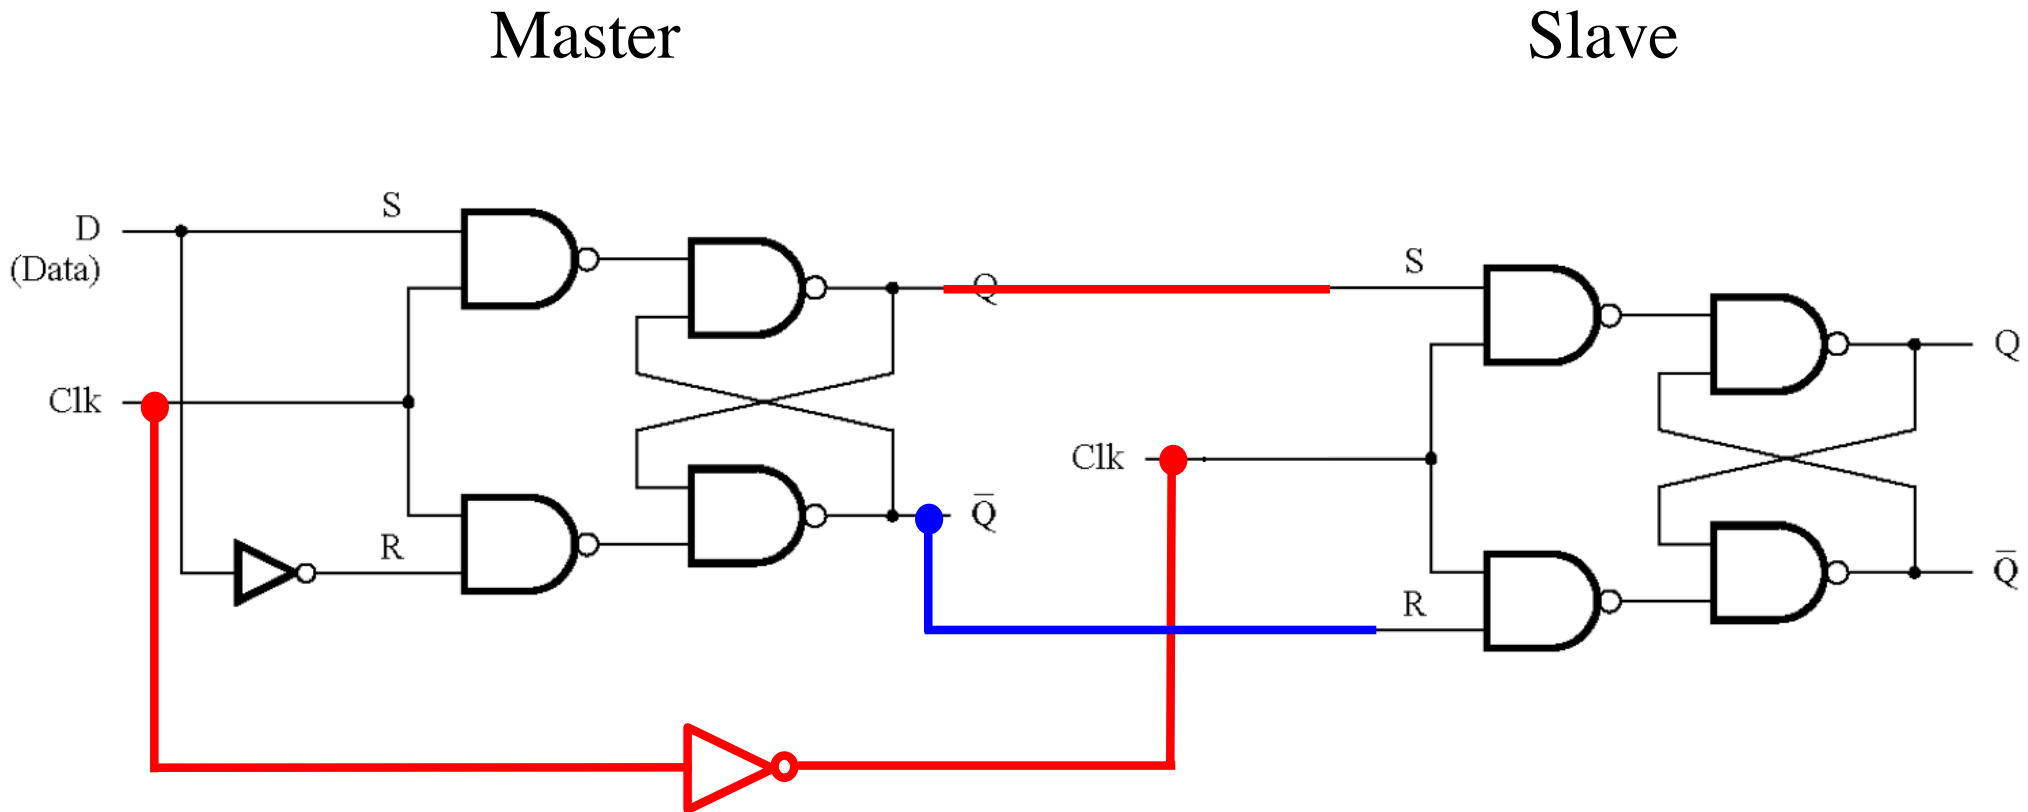 Master
Slave
D
(Data)
S
Clk
R
Q
Q̅
S
Clk
R
Q
Q̅